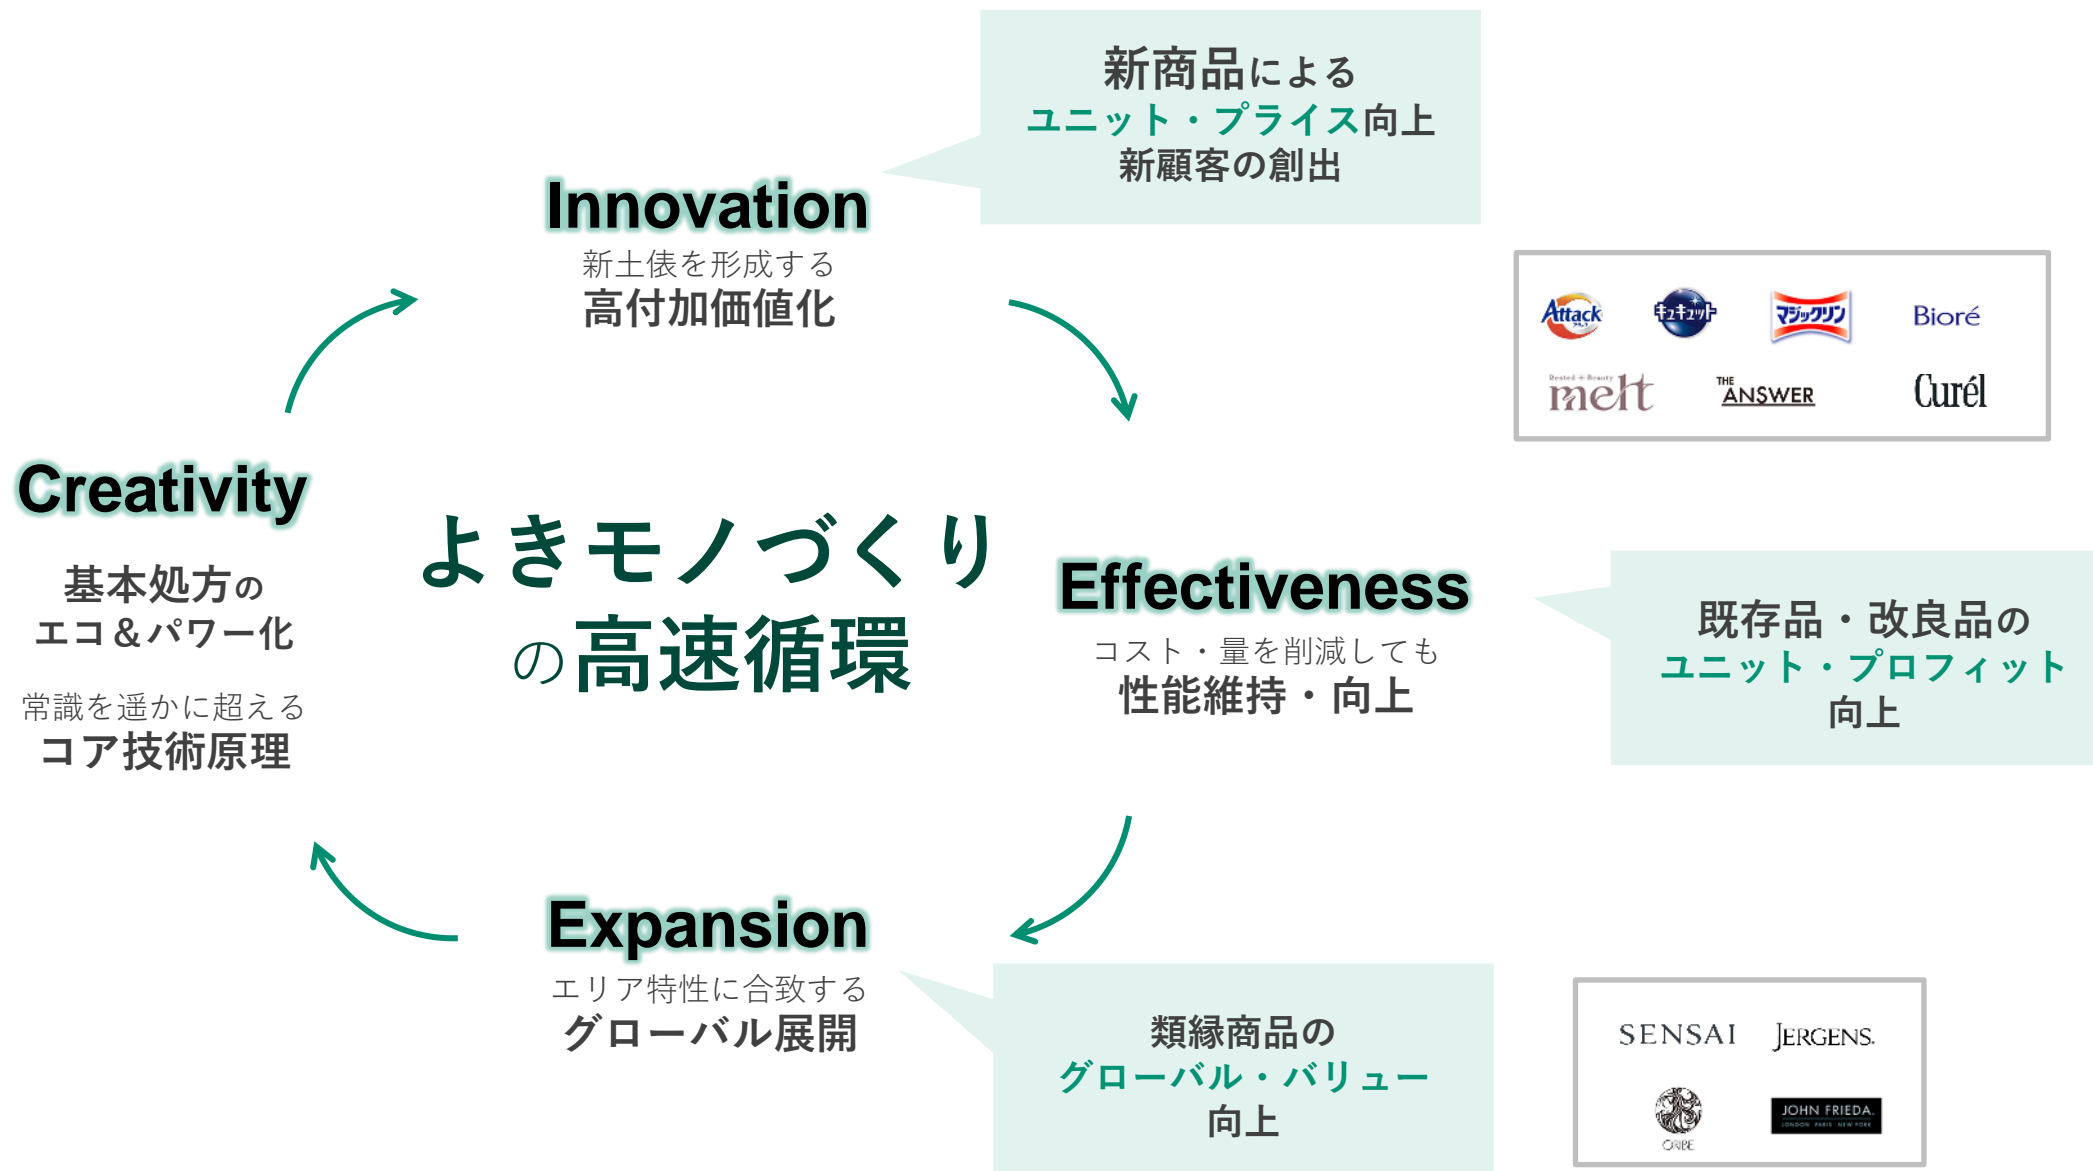 新商品による
ユニット・プライス向上
新顧客の創出
Innovation
新土俵を形成する
高付加価値化
Attack
キュキュット
マジックリン
Bioré
melt
THE
ANSWER
Curél
Creativity
基本処方の
エコ＆パワー化
常識を遥かに超える
コア技術原理
よきモノづくり
の高速循環
Effectiveness
コスト・量を削減しても
性能維持・向上
既存品・改良品の
ユニット・プロフィット
向上
Expansion
エリア特性に合致する
グローバル展開
類縁商品の
グローバル・バリュー
向上
SENSAI
JERGENS.
ORIBE
JOHN FRIEDA.
LONDON PARIS NEW YORK